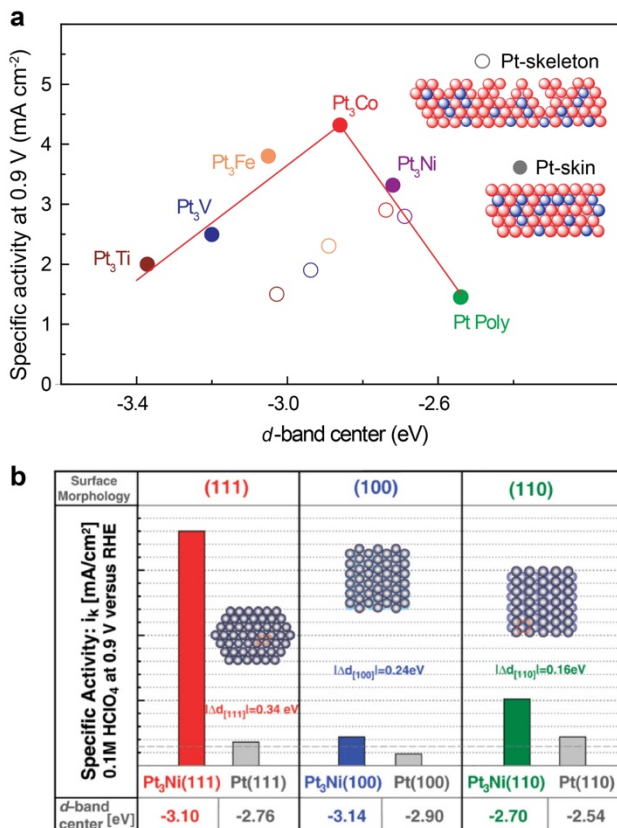 a
Specific activity at 0.9 V (mA cm⁻²)
5
4
3
2
1
0
Pt₃Ti
Pt₃V
Pt₃Fe
Pt₃Co
Pt₃Ni
Pt Poly
Pt-skeleton
Pt-skin
-3.4
-3.0
-2.6
d-band center (eV)
b
Surface
Morphology
(111)
(100)
(110)
Specific Activity: iₖ [mA/cm²]
0.1M HClO₄ at 0.9 V versus RHE
|Δd[111]|=0.34 eV
|Δd[100]|=0.24eV
|Δd[110]|=0.16eV
Pt₃Ni(111) Pt(111) Pt₃Ni(100) Pt(100) Pt₃Ni(110) Pt(110)
d-band
center [eV]
-3.10 -2.76 -3.14 -2.90 -2.70 -2.54